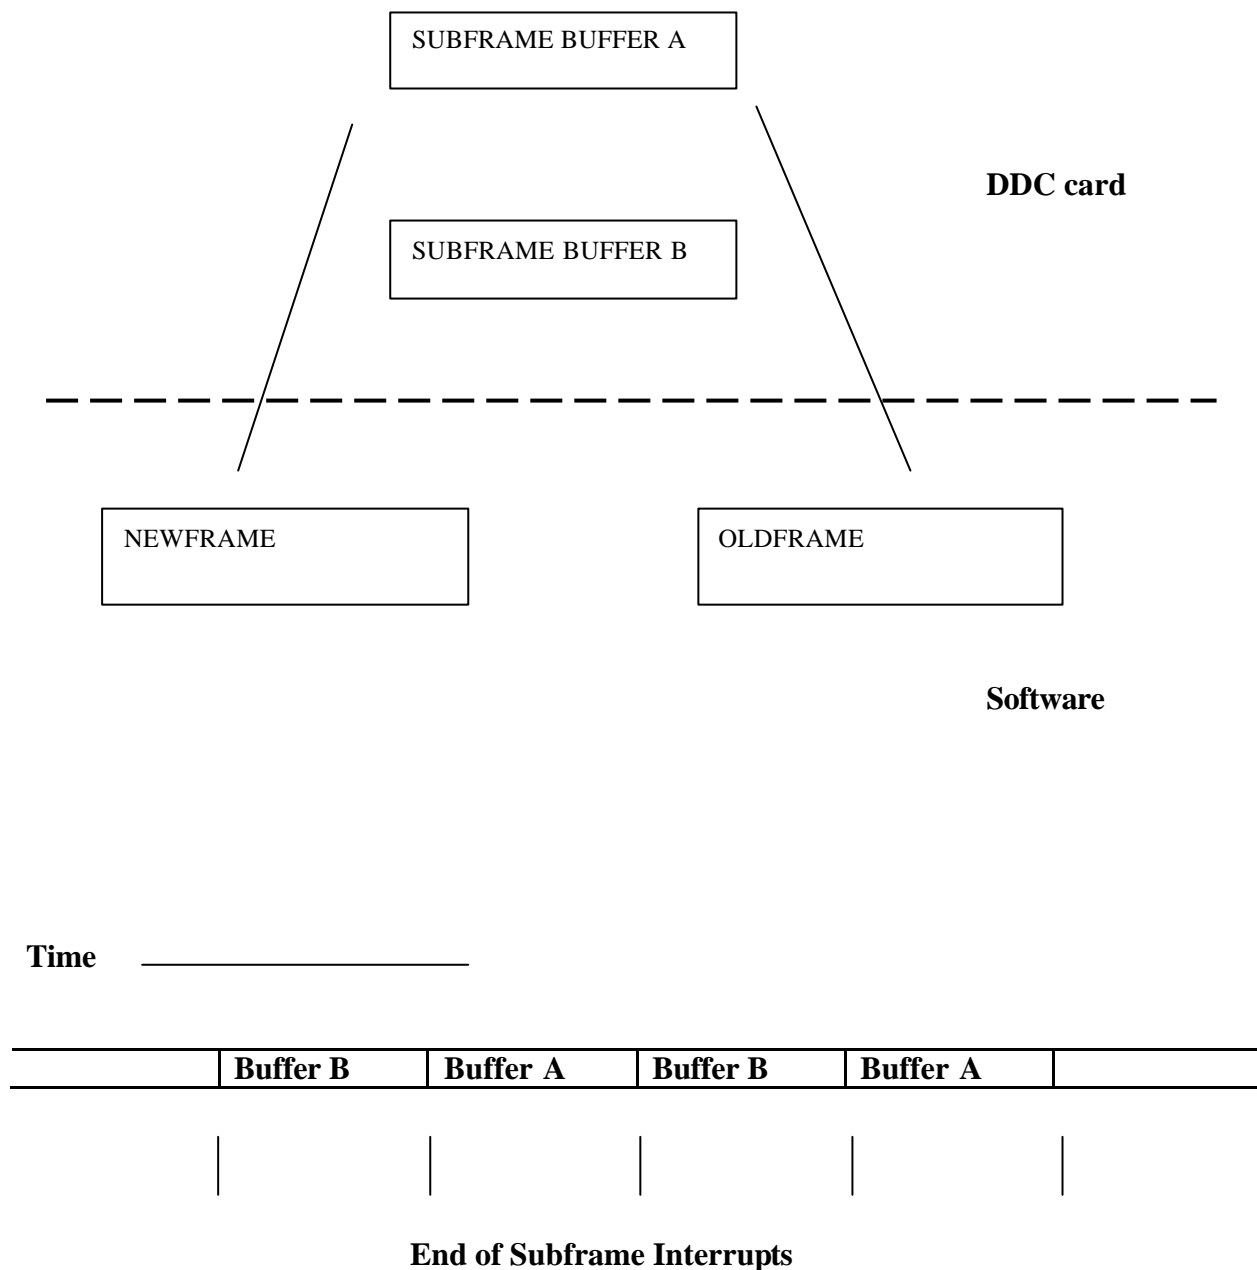 SUBFRAME BUFFER A
DDC card
SUBFRAME BUFFER B
NEWFRAME
OLDFRAME
Software
Time
Buffer B Buffer A Buffer B Buffer A
End of Subframe Interrupts